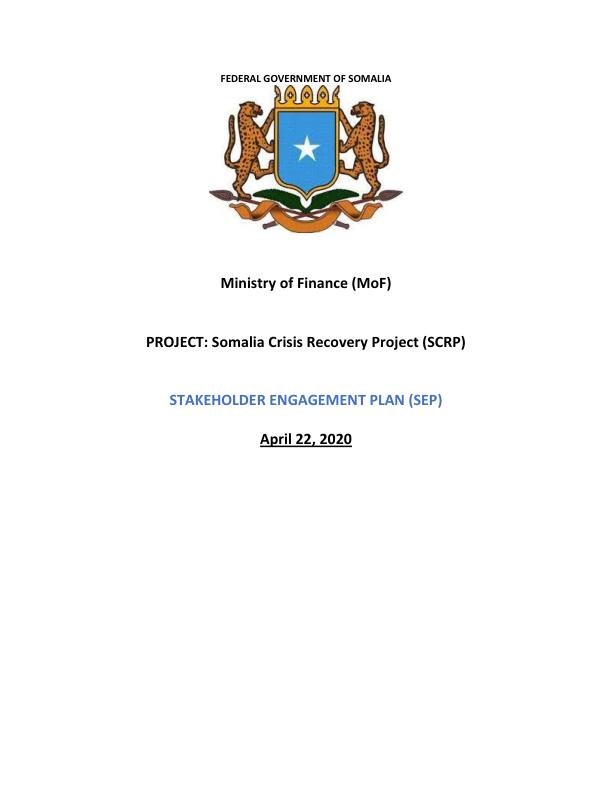 FEDERAL GOVERNMENT OF SOMALIA
Ministry of Finance (MoF)
PROJECT: Somalia Crisis Recovery Project (SCRP)
STAKEHOLDER ENGAGEMENT PLAN (SEP)
April 22, 2020